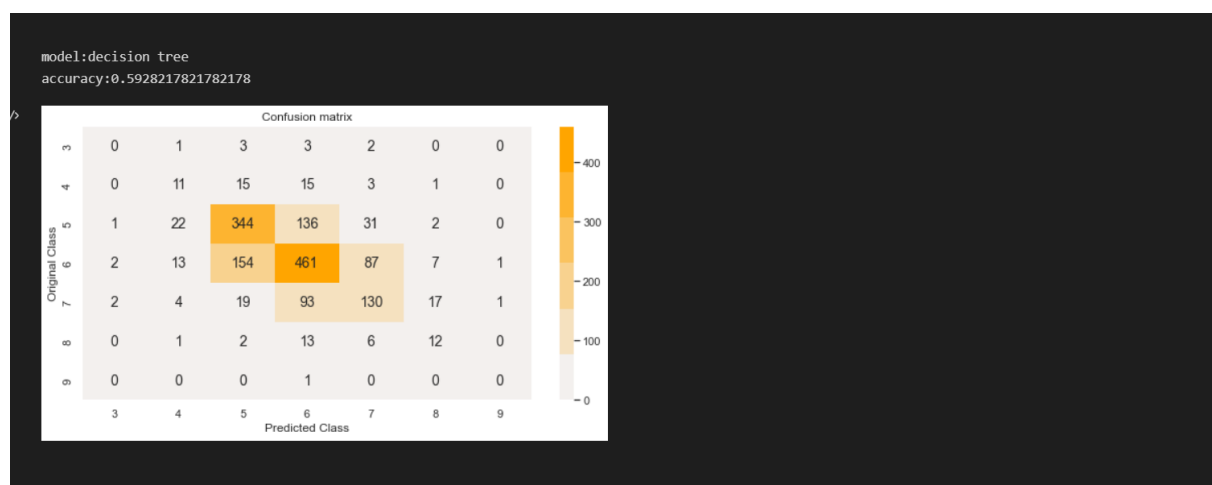 model:decision tree
accuracy:0.5928217821782178
/>
Confusion matrix
3 0 1 3 3 2 0 0
4 0 11 15 15 3 1 0
5 1 22 344 136 31 2 0
6 2 13 154 461 87 7 1
7 2 4 19 93 130 17 1
8 0 1 2 13 6 12 0
9 0 0 0 1 0 0 0
3 4 5 6 7 8 9
Original Class
Predicted Class
400
300
200
100
0